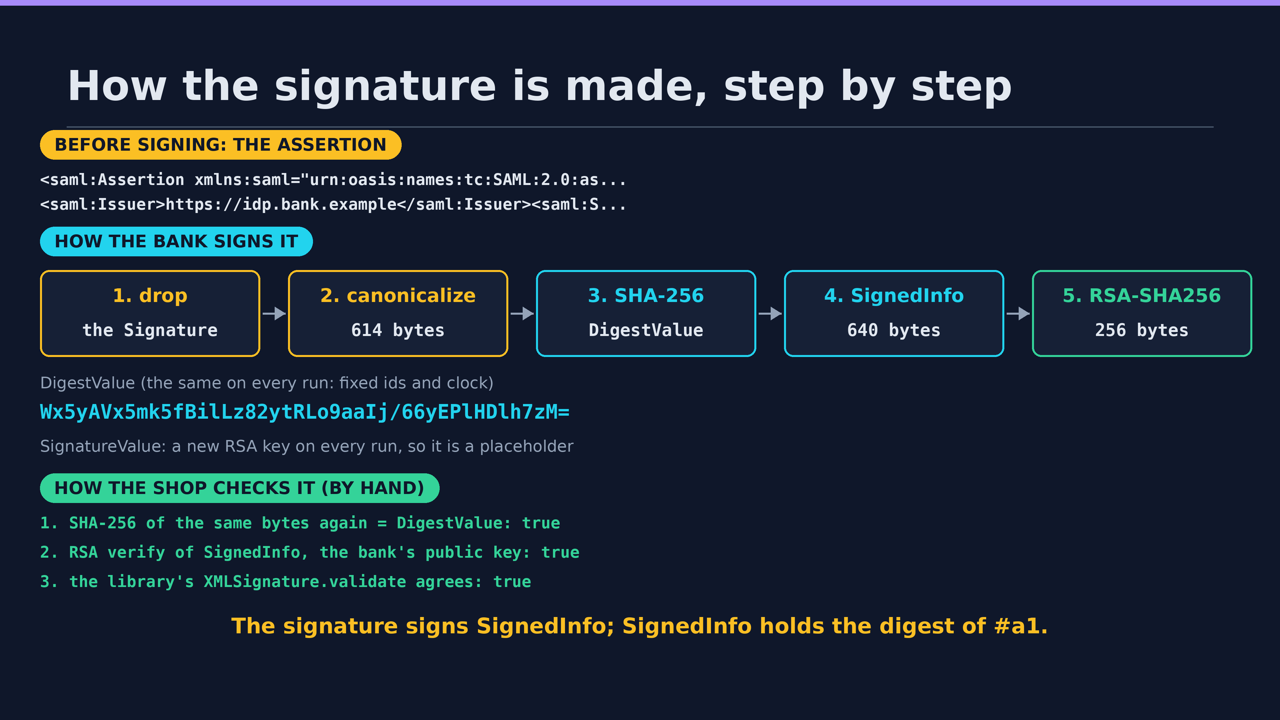 How the signature is made, step by step
BEFORE SIGNING: THE ASSERTION
<saml:Assertion xmlns:saml="urn:oasis:names:tc:SAML:2.0:as...
<saml:Issuer>https://idp.bank.example</saml:Issuer><saml:S...
HOW THE BANK SIGNS IT
1. drop
the Signature
2. canonicalize
614 bytes
3. SHA-256
DigestValue
4. SignedInfo
640 bytes
5. RSA-SHA256
256 bytes
DigestValue (the same on every run: fixed ids and clock)
Wx5yAVx5mk5fBilLz82ytRLo9aaIj/66yEPlHDlh7zM=
SignatureValue: a new RSA key on every run, so it is a placeholder
HOW THE SHOP CHECKS IT (BY HAND)
1. SHA-256 of the same bytes again = DigestValue: true
2. RSA verify of SignedInfo, the bank's public key: true
3. the library's XMLSignature.validate agrees: true
The signature signs SignedInfo; SignedInfo holds the digest of #a1.